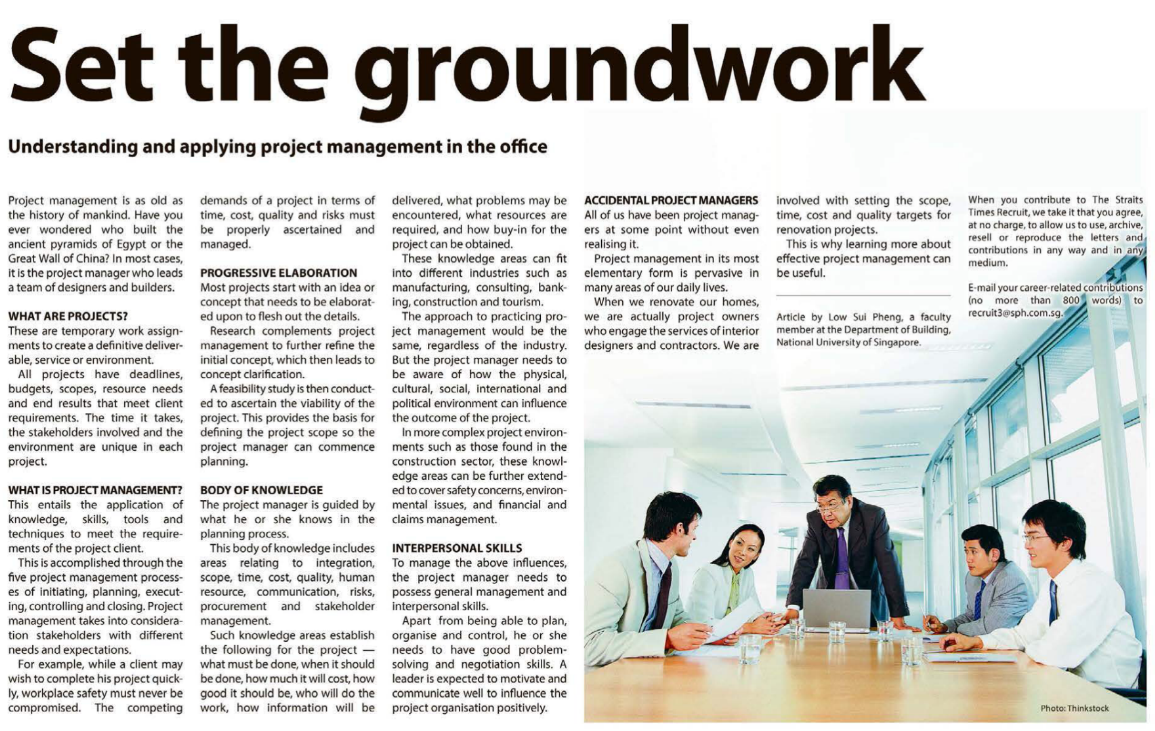 Set the groundwork
Understanding and applying project management in the office
Project management is as old as
the history of mankind. Have you
ever wondered who built the
ancient pyramids of Egypt or the
Great Wall of China? In most cases,
it is the project manager who leads
a team of designers and builders.
WHAT ARE PROJECTS?
These are temporary work assign-
ments to create a definitive deliver-
able, service or environment.
All projects have deadlines,
budgets, scopes, resource needs
and end results that meet client
requirements. The time it takes,
the stakeholders involved and the
environment are unique in each
project.
WHAT IS PROJECT MANAGEMENT?
This entails the application of
knowledge, skills, tools and
techniques to meet the require-
ments of the project client.
This is accomplished through the
five project management process-
es of initiating, planning, execut-
ing, controlling and closing. Project
management takes into considera-
tion stakeholders with different
needs and expectations.
For example, while a client may
wish to complete his project quick-
ly, workplace safety must never be
compromised. The competing
demands of a project in terms of
time, cost, quality and risks must
be properly ascertained and
managed.
PROGRESSIVE ELABORATION
Most projects start with an idea or
concept that needs to be elaborat-
ed upon to flesh out the details.
Research complements project
management to further refine the
initial concept, which then leads to
concept clarification.
A feasibility study is then conduct-
ed to ascertain the viability of the
project. This provides the basis for
defining the project scope so the
project manager can commence
planning.
BODY OF KNOWLEDGE
The project manager is guided by
what he or she knows in the
planning process.
This body of knowledge includes
areas relating to integration,
scope, time, cost, quality, human
resource, communication, risks,
procurement and stakeholder
management.
Such knowledge areas establish
the following for the project —
what must be done, when it should
be done, how much it will cost, how
good it should be, who will do the
work, how information will be
delivered, what problems may be
encountered, what resources are
required, and how buy-in for the
project can be obtained.
These knowledge areas can fit
into different industries such as
manufacturing, consulting, bank-
ing, construction and tourism.
The approach to practicing pro-
ject management would be the
same, regardless of the industry.
But the project manager needs to
be aware of how the physical,
cultural, social, international and
political environment can influence
the outcome of the project.
In more complex project environ-
ments such as those found in the
construction sector, these knowl-
edge areas can be further extend-
ed to cover safety concerns, environ-
mental issues, and financial and
claims management.
INTERPERSONAL SKILLS
To manage the above influences,
the project manager needs to
possess general management and
interpersonal skills.
Apart from being able to plan,
organise and control, he or she
needs to have good problem-
solving and negotiation skills. A
leader is expected to motivate and
communicate well to influence the
project organisation positively.
ACCIDENTAL PROJECT MANAGERS
All of us have been project manag-
ers at some point without even
realising it.
Project management in its most
elementary form is pervasive in
many areas of our daily lives.
When we renovate our homes,
we are actually project owners
who engage the services of interior
designers and contractors. We are
involved with setting the scope,
time, cost and quality targets for
renovation projects.
This is why learning more about
effective project management can
be useful.
Article by Low Sui Pheng, a faculty
member at the Department of Building,
National University of Singapore.
When you contribute to The Straits
Times Recruit, we take it that you agree,
at no charge, to allow us to use, archive,
resell or reproduce the letters and
contributions in any way and in any
medium.
E-mail your career-related contributions
(no more than 800 words) to
recruit3@sph.com.sg.
Photo: Thinkstock